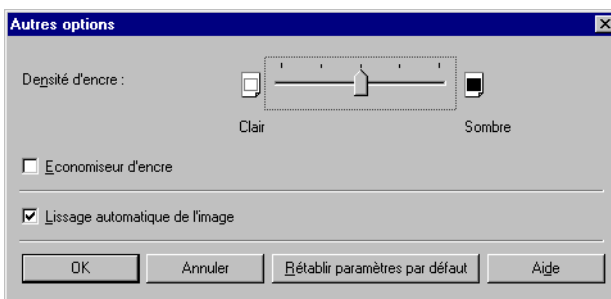 Autres options
Densité d'encre :
Clair
Sombre
Economiseur d'encre
Lissage automatique de l'image
OK
Annuler
Rétablir paramètres par défaut
Aide